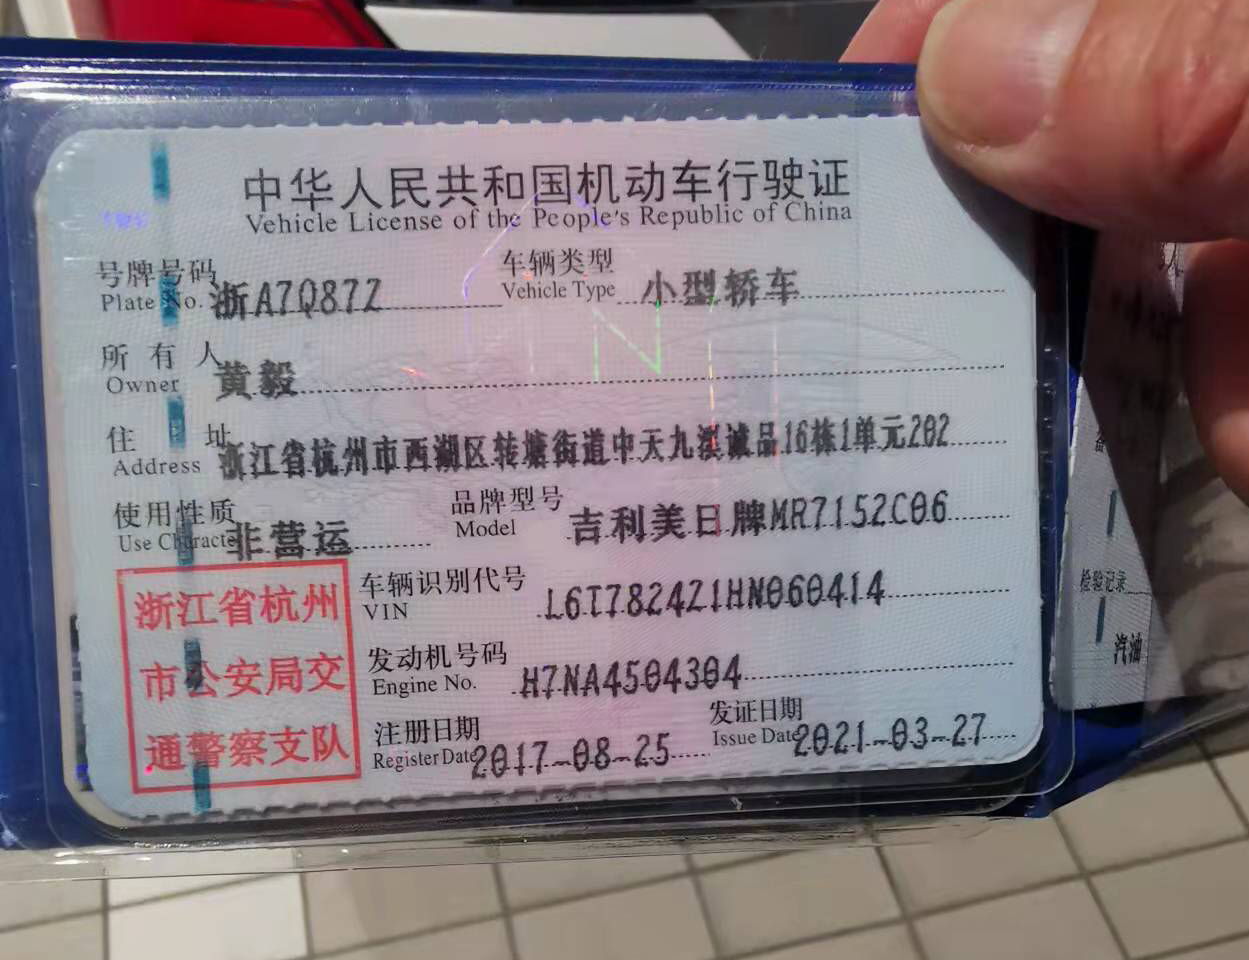 中华人民共和国机动车行驶证
Vehicle License of the People's Republic of China
号牌号码 浙A7Q87Z 车辆类型 小型轿车
Plate No. Vehicle Type
所有人 黄毅
Owner
住址 浙江省杭州市西湖区转塘街道中天九溪诚品16栋1单元202
Address
使用性质 非营运 品牌型号 吉利美日牌MR7152C06
Use Characte Model
浙江省杭州
市公安局交
通警察支队
车辆识别代号 L6T7824Z1HN060414
VIN
发动机号码 H7NA4504304
Engine No.
注册日期 2017-08-25 发证日期 2021-03-27
Register Date Issue Date
检验记录
汽油